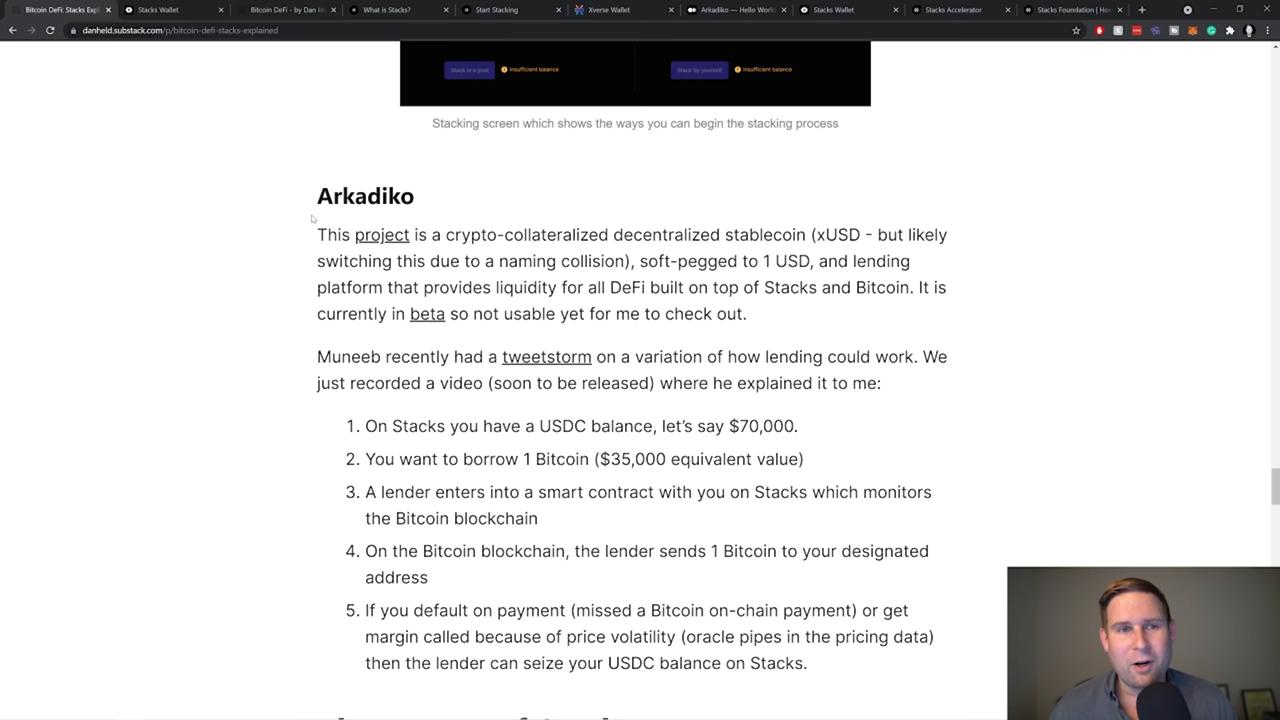 Bitcoin DeFi: Stacks Exp
Stacks Wallet
Bitcoin DeFi - by Dan H
What is Stacks?
Start Stacking
Xverse Wallet
Arkadiko — Hello Worl
Stacks Wallet
Stacks Accelerator
Stacks Foundation | Ho
danheld.substack.com/p/bitcoin-defi-stacks-explained
Stack in a pool
Insufficient balance
Stack by yourself
Insufficient balance
Stacking screen which shows the ways you can begin the stacking process
Arkadiko
This project is a crypto-collateralized decentralized stablecoin (xUSD - but likely
switching this due to a naming collision), soft-pegged to 1 USD, and lending
platform that provides liquidity for all DeFi built on top of Stacks and Bitcoin. It is
currently in beta so not usable yet for me to check out.
Muneeb recently had a tweetstorm on a variation of how lending could work. We
just recorded a video (soon to be released) where he explained it to me:
1. On Stacks you have a USDC balance, let's say $70,000.
2. You want to borrow 1 Bitcoin ($35,000 equivalent value)
3. A lender enters into a smart contract with you on Stacks which monitors
the Bitcoin blockchain
4. On the Bitcoin blockchain, the lender sends 1 Bitcoin to your designated
address
5. If you default on payment (missed a Bitcoin on-chain payment) or get
margin called because of price volatility (oracle pipes in the pricing data)
then the lender can seize your USDC balance on Stacks.